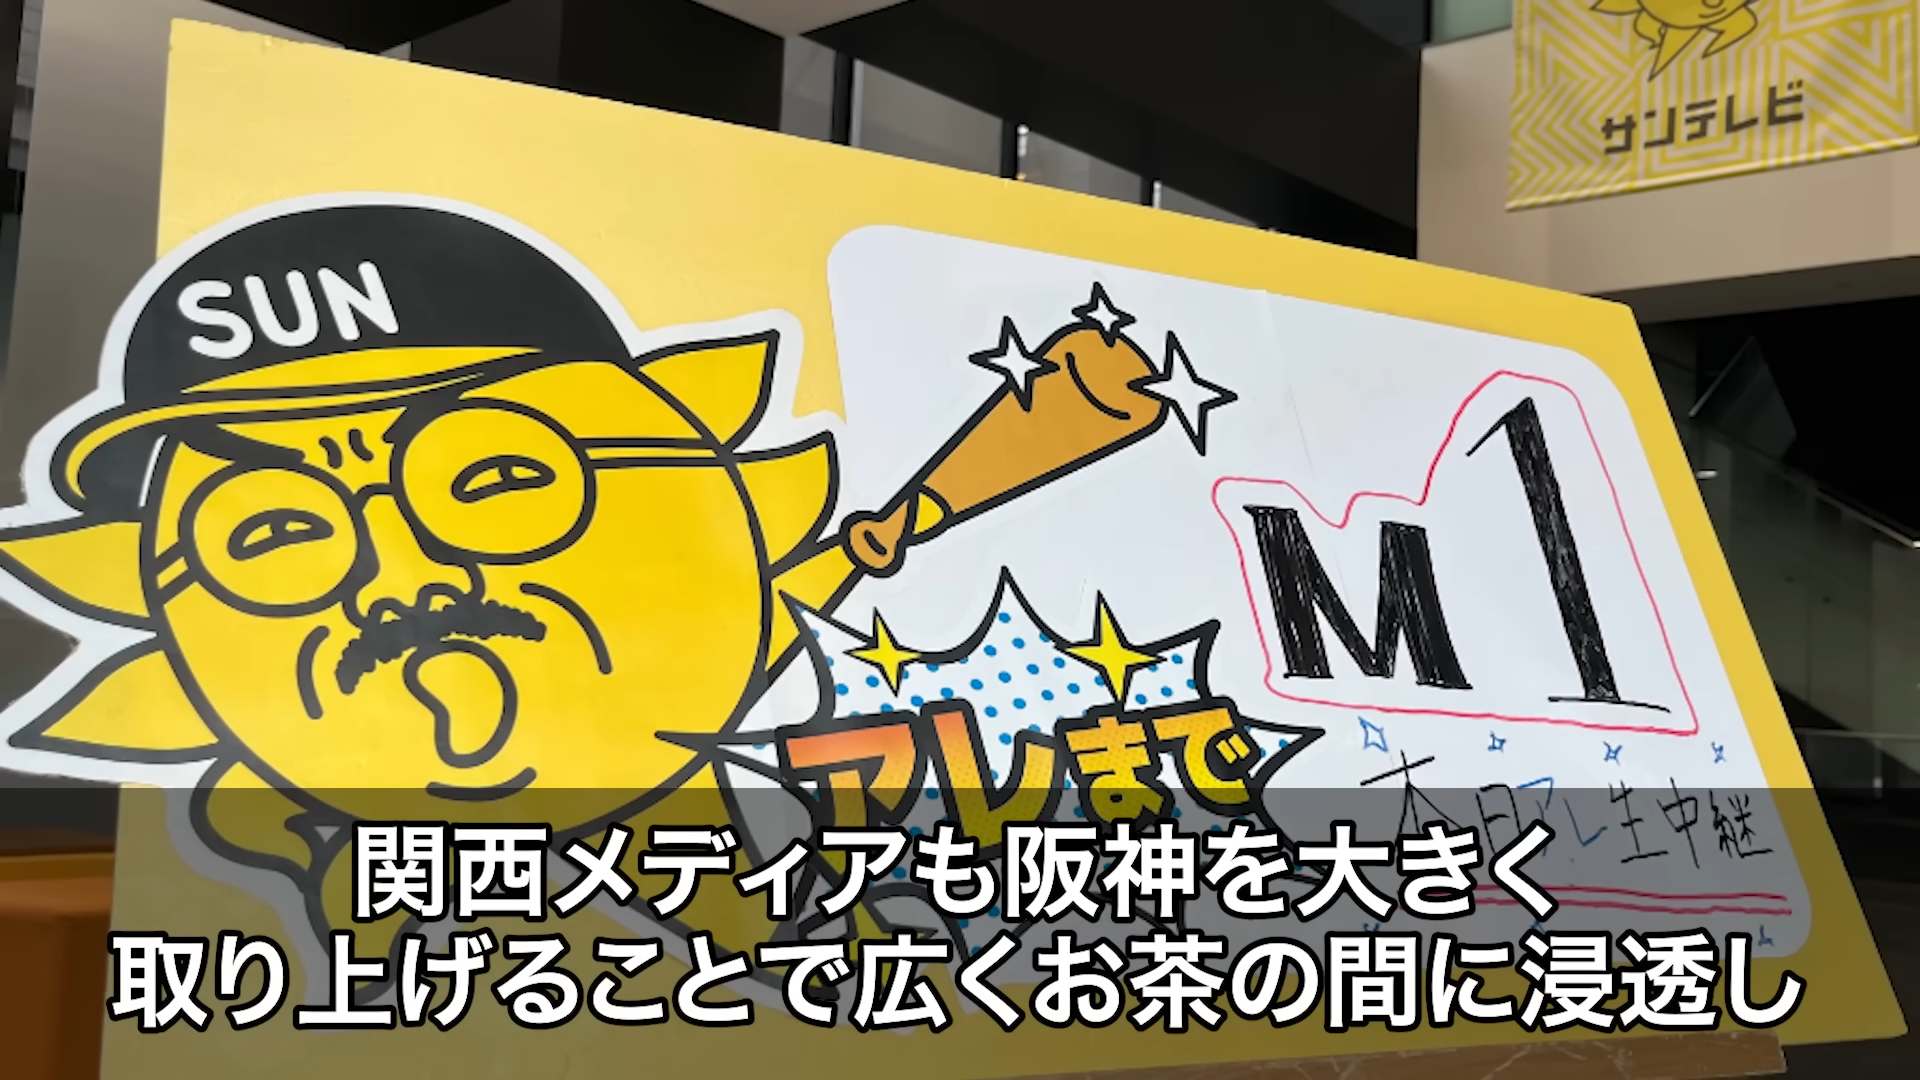 サンテレビ
SUN
M1
アレまで
本日アレ生中継
関西メディアも阪神を大きく
取り上げることで広くお茶の間に浸透し